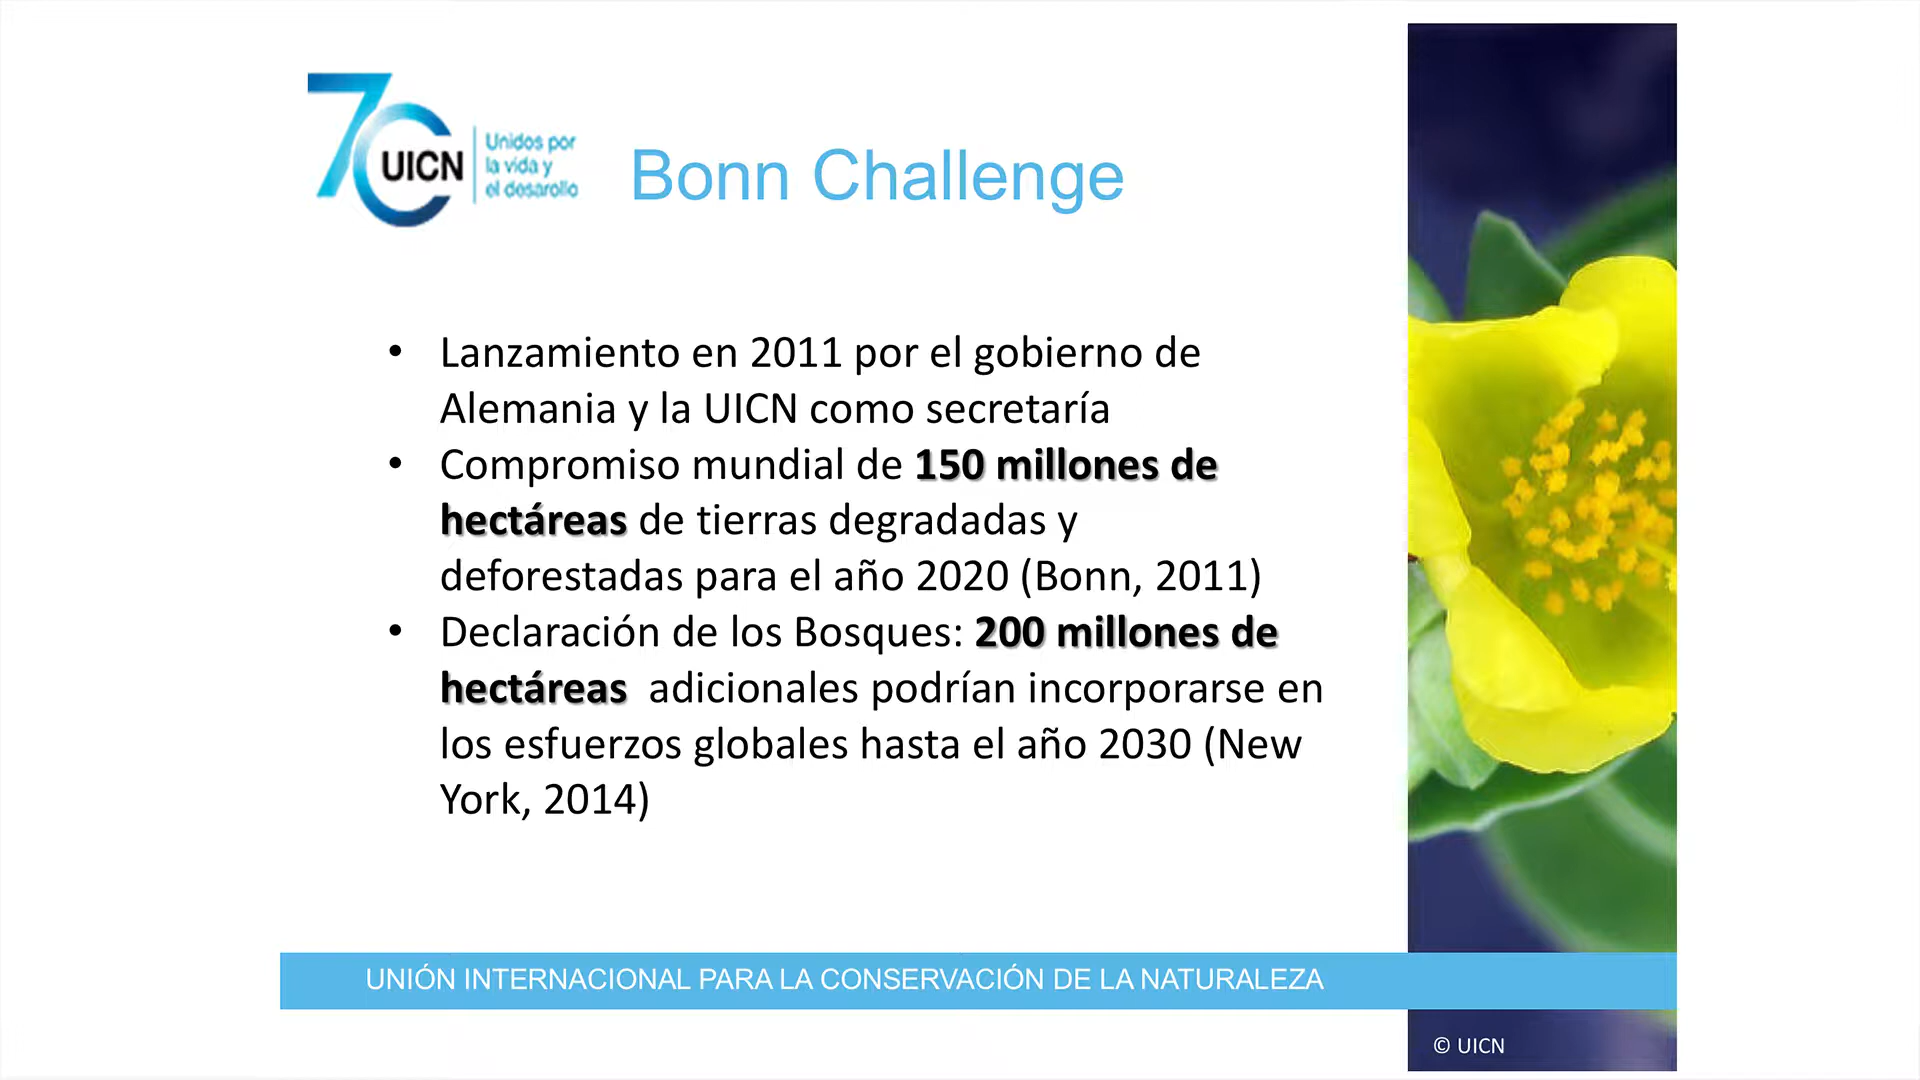 70
UICN
Unidos por
la vida y
el desarollo
Bonn Challenge
• Lanzamiento en 2011 por el gobierno de
Alemania y la UICN como secretaría
• Compromiso mundial de 150 millones de
hectáreas de tierras degradadas y
deforestadas para el año 2020 (Bonn, 2011)
• Declaración de los Bosques: 200 millones de
hectáreas adicionales podrían incorporarse en
los esfuerzos globales hasta el año 2030 (New
York, 2014)
UNIÓN INTERNACIONAL PARA LA CONSERVACIÓN DE LA NATURALEZA
© UICN